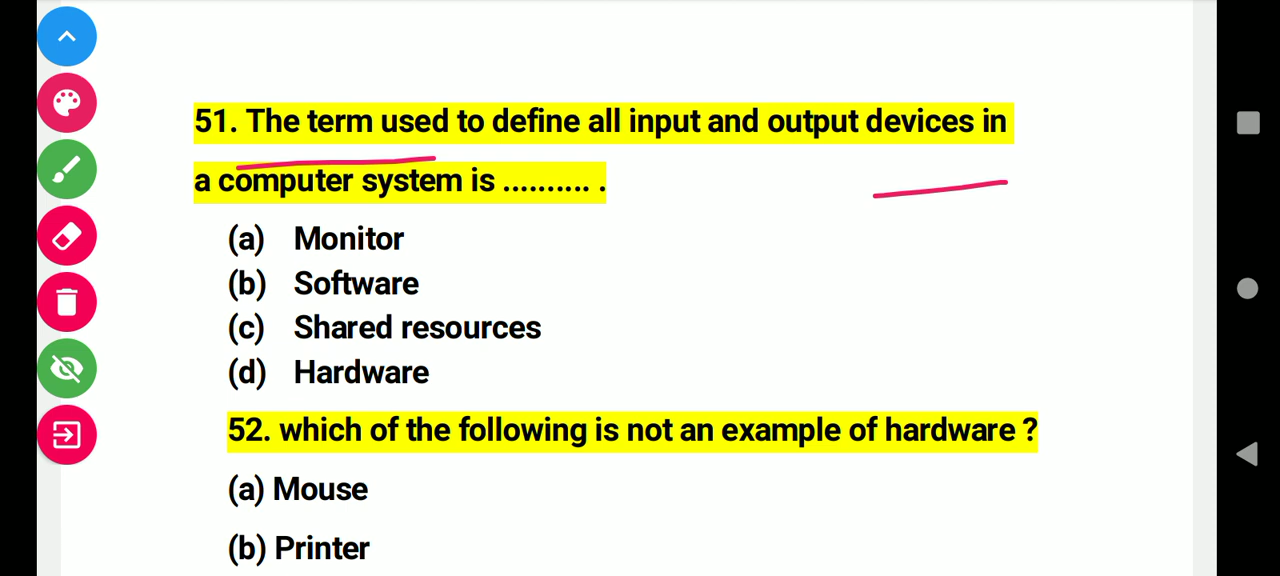 51. The term used to define all input and output devices in
a computer system is .......... .
(a) Monitor
(b) Software
(c) Shared resources
(d) Hardware
52. which of the following is not an example of hardware ?
(a) Mouse
(b) Printer